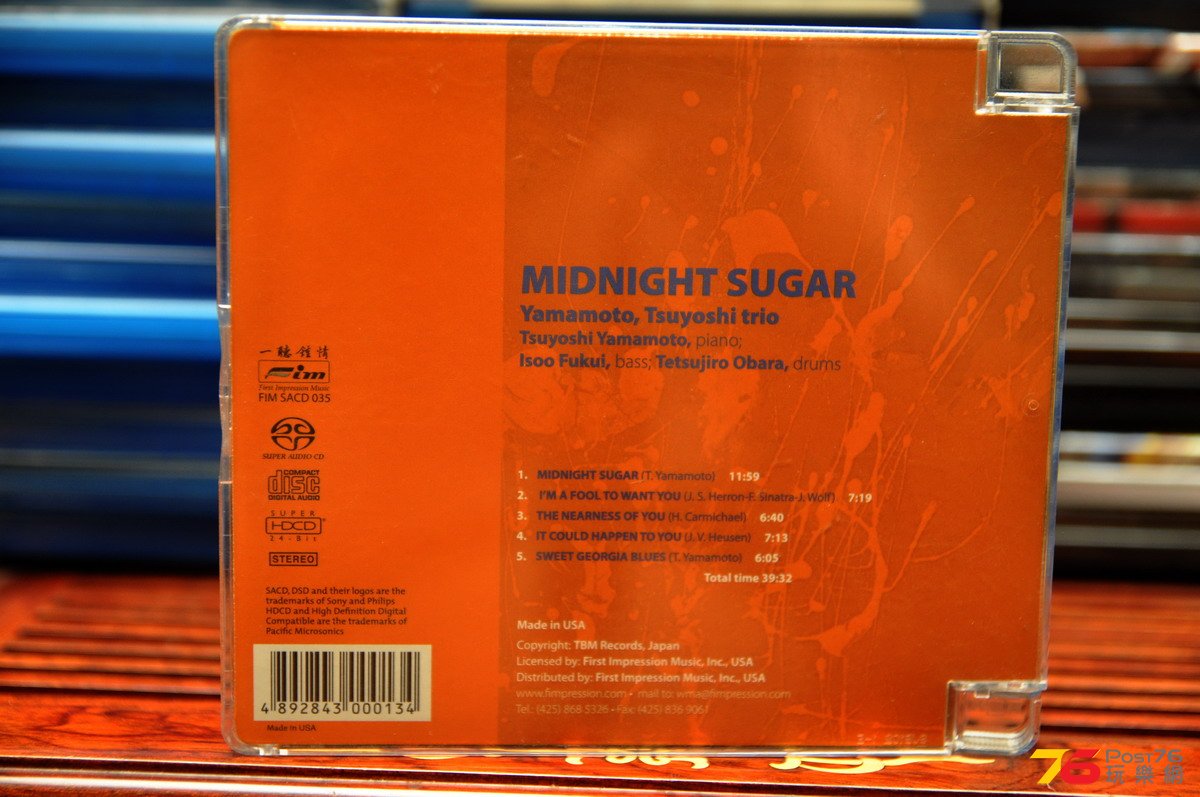 MIDNIGHT SUGAR
Yamamoto, Tsuyoshi trio
Tsuyoshi Yamamoto, piano;
Isoo Fukui, bass; Tetsujiro Obara, drums
一聽鍾情
Fim
First Impression Music
FIM SACD 035
SUPER AUDIO CD
COMPACT
disc
DIGITAL AUDIO
SUPER
HDCD
24-Bit
STEREO
1. MIDNIGHT SUGAR (T. Yamamoto) 11:59
2. I'M A FOOL TO WANT YOU (J. S. Herron-F. Sinatra-J. Wolf) 7:19
3. THE NEARNESS OF YOU (H. Carmichael) 6:40
4. IT COULD HAPPEN TO YOU (J. V. Heusen) 7:13
5. SWEET GEORGIA BLUES (T. Yamamoto) 6:05
Total time 39:32
SACD, DSD and their logos are the
trademarks of Sony and Philips
HDCD and High Definition Digital
Compatible are the trademarks of
Pacific Microsonics
4 892843 000134
Made in USA
Made in USA
Copyright: TBM Records, Japan
Licensed by: First Impression Music, Inc., USA
Distributed by: First Impression Music, Inc., USA
www.fimpression.com • mail to: wma@fimpression.com
Tel.: (425) 868 5326 • Fax: (425) 836 9061
76 Post76
玩樂網